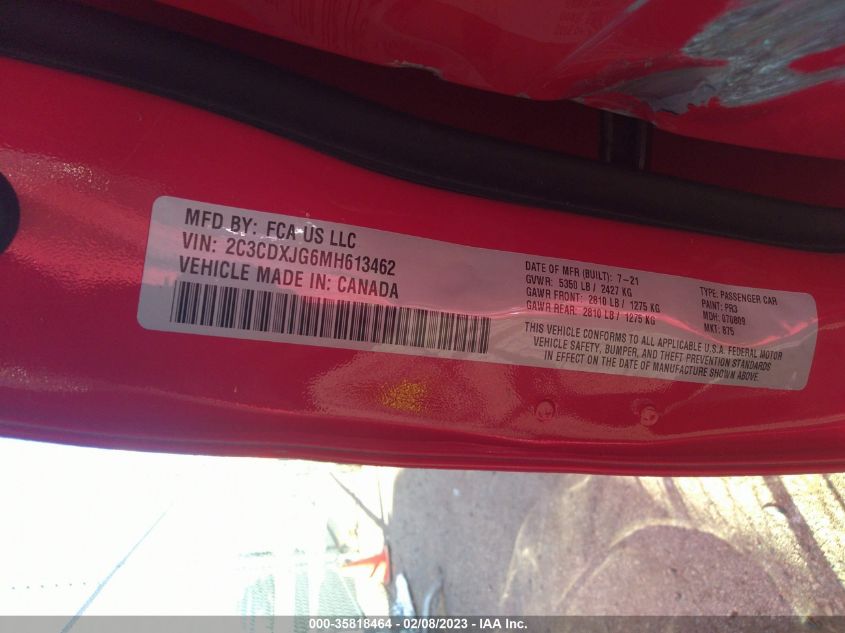 MFD BY: FCA US LLC
VIN: 2C3CDXJG6MH613462
VEHICLE MADE IN: CANADA
DATE OF MFR (BUILT): 7-21
GVWR: 5350 LB / 2427 KG
GAWR FRONT: 2810 LB / 1275 KG
GAWR REAR: 2810 LB / 1275 KG
TYPE: PASSENGER CAR
PAINT: PR3
MDH: 070809
MKT: 875
THIS VEHICLE CONFORMS TO ALL APPLICABLE U.S.A. FEDERAL MOTOR
VEHICLE SAFETY, BUMPER, AND THEFT PREVENTION STANDARDS
IN EFFECT ON THE DATE OF MANUFACTURE SHOWN ABOVE.
000-35818464 - 02/08/2023 - IAA Inc.